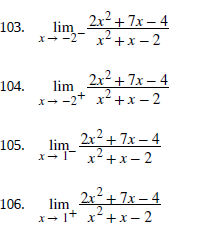 103. lim x→−2⁻ (2x² + 7x − 4)/(x² + x − 2)
104. lim x→−2⁺ (2x² + 7x − 4)/(x² + x − 2)
105. lim x→1⁻ (2x² + 7x − 4)/(x² + x − 2)
106. lim x→1⁺ (2x² + 7x − 4)/(x² + x − 2)